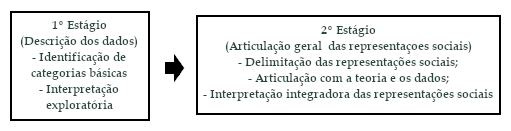 1° Estágio
(Descrição dos dados)
- Identificação de
categorias básicas
- Interpretação
exploratória
2° Estágio
(Articulação geral das representaçoes sociais)
- Delimitação das representações sociais;
- Articulação com a teoria e os dados;
- Interpretação integradora das representações sociais